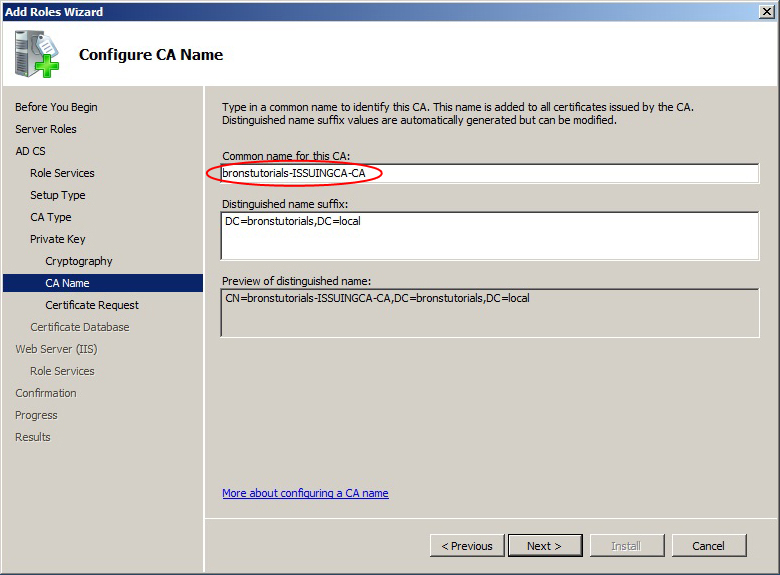 Add Roles Wizard
Configure CA Name
Before You Begin
Server Roles
AD CS
Role Services
Setup Type
CA Type
Private Key
Cryptography
CA Name
Certificate Request
Certificate Database
Web Server (IIS)
Role Services
Confirmation
Progress
Results
Type in a common name to identify this CA. This name is added to all certificates issued by the CA.
Distinguished name suffix values are automatically generated but can be modified.
Common name for this CA:
bronstutorials-ISSUINGCA-CA
Distinguished name suffix:
DC=bronstutorials,DC=local
Preview of distinguished name:
CN=bronstutorials-ISSUINGCA-CA,DC=bronstutorials,DC=local
More about configuring a CA name
< Previous
Next >
Install
Cancel